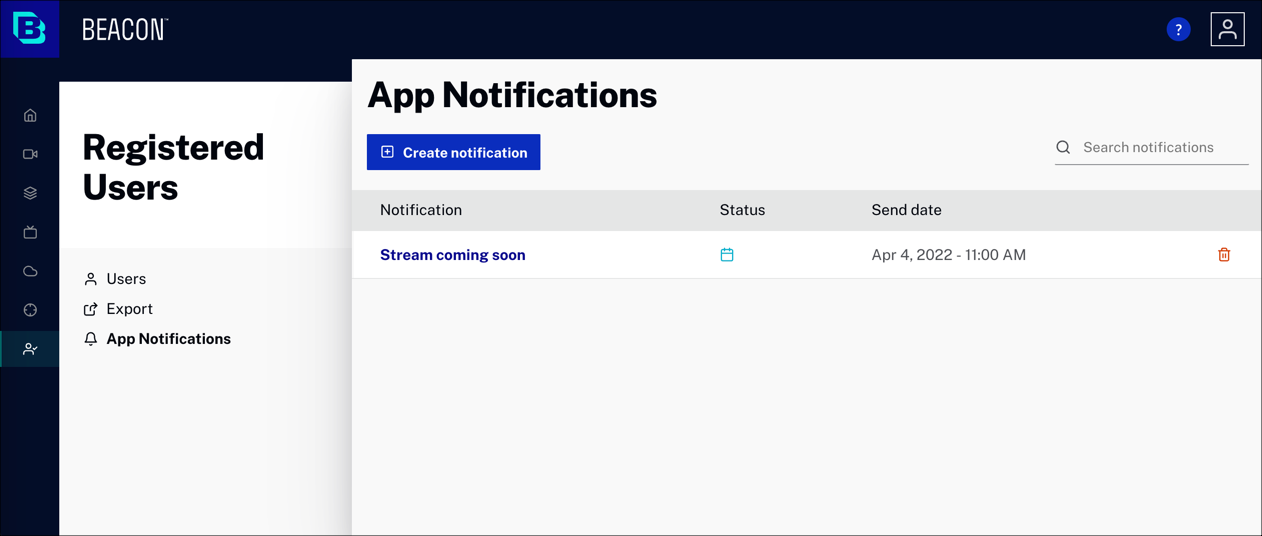 BEACON™
?
Registered
Users
Users
Export
App Notifications
App Notifications
Create notification
Search notifications
Notification Status Send date
Stream coming soon Apr 4, 2022 - 11:00 AM